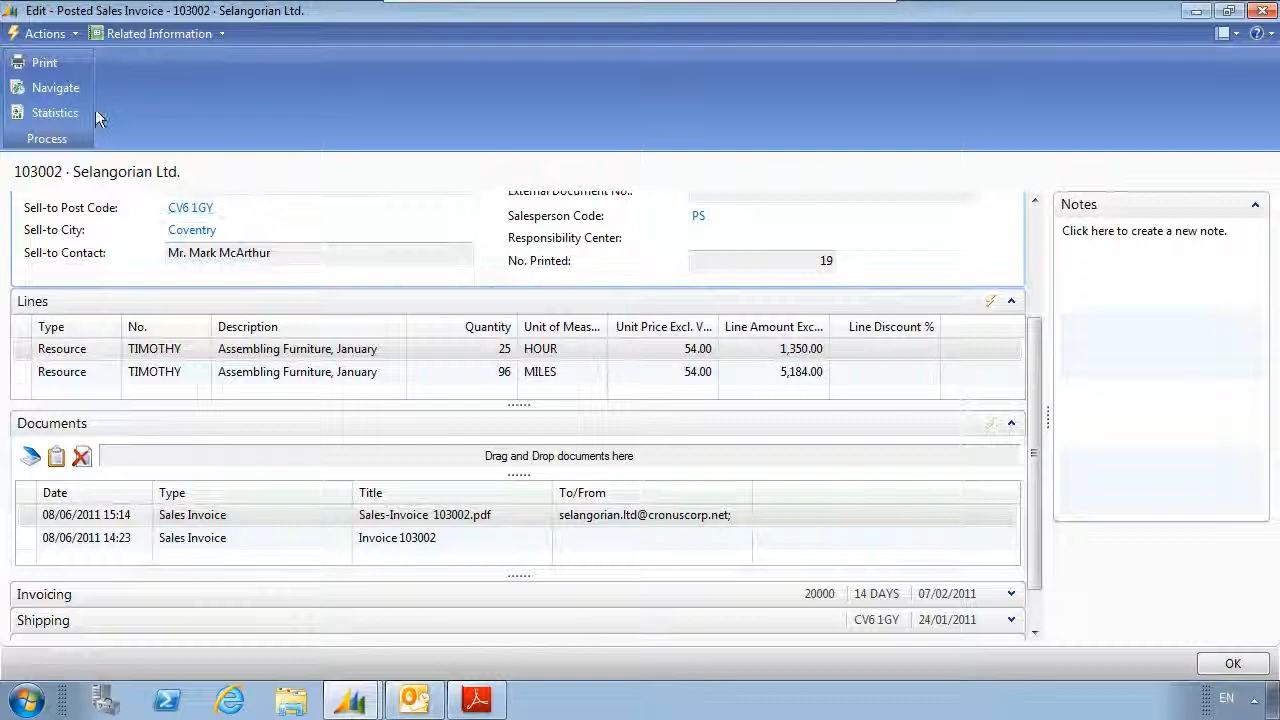 Edit - Posted Sales Invoice - 103002 · Selangorian Ltd.
Actions Related Information
Print
Navigate
Statistics
Process
103002 · Selangorian Ltd.
Sell-to Post Code: CV6 1GY External Document No.:
Sell-to City: Coventry Salesperson Code: PS
Sell-to Contact: Mr. Mark McArthur Responsibility Center:
No. Printed: 19
Notes
Click here to create a new note.
Lines
Type No. Description Quantity Unit of Meas... Unit Price Excl. V... Line Amount Exc... Line Discount %
Resource TIMOTHY Assembling Furniture, January 25 HOUR 54.00 1,350.00
Resource TIMOTHY Assembling Furniture, January 96 MILES 54.00 5,184.00
Documents
Drag and Drop documents here
Date Type Title To/From
08/06/2011 15:14 Sales Invoice Sales-Invoice 103002.pdf selangorian.ltd@cronuscorp.net;
08/06/2011 14:23 Sales Invoice Invoice 103002
Invoicing 20000 14 DAYS 07/02/2011
Shipping CV6 1GY 24/01/2011
OK
EN